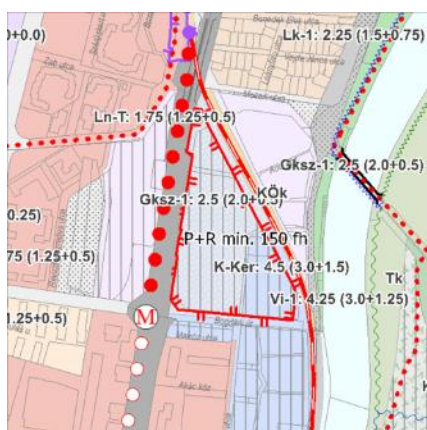 0+0.0)
Lk-1: 2.25 (1.5+0.75)
Ln-T: 1.75 (1.25+0.5)
Gksz-1: 2.5 (2.0+0.5)
Gksz-1: 2.5 (2.0+0.5)
KÖk
0.25)
P+R min. 150 fh
75 (1.25+0.5)
K-Ker: 4.5 (3.0+1.5)
Tk
Vi-1: 4.25 (3.0+1.25)
M
1.25+0.5)